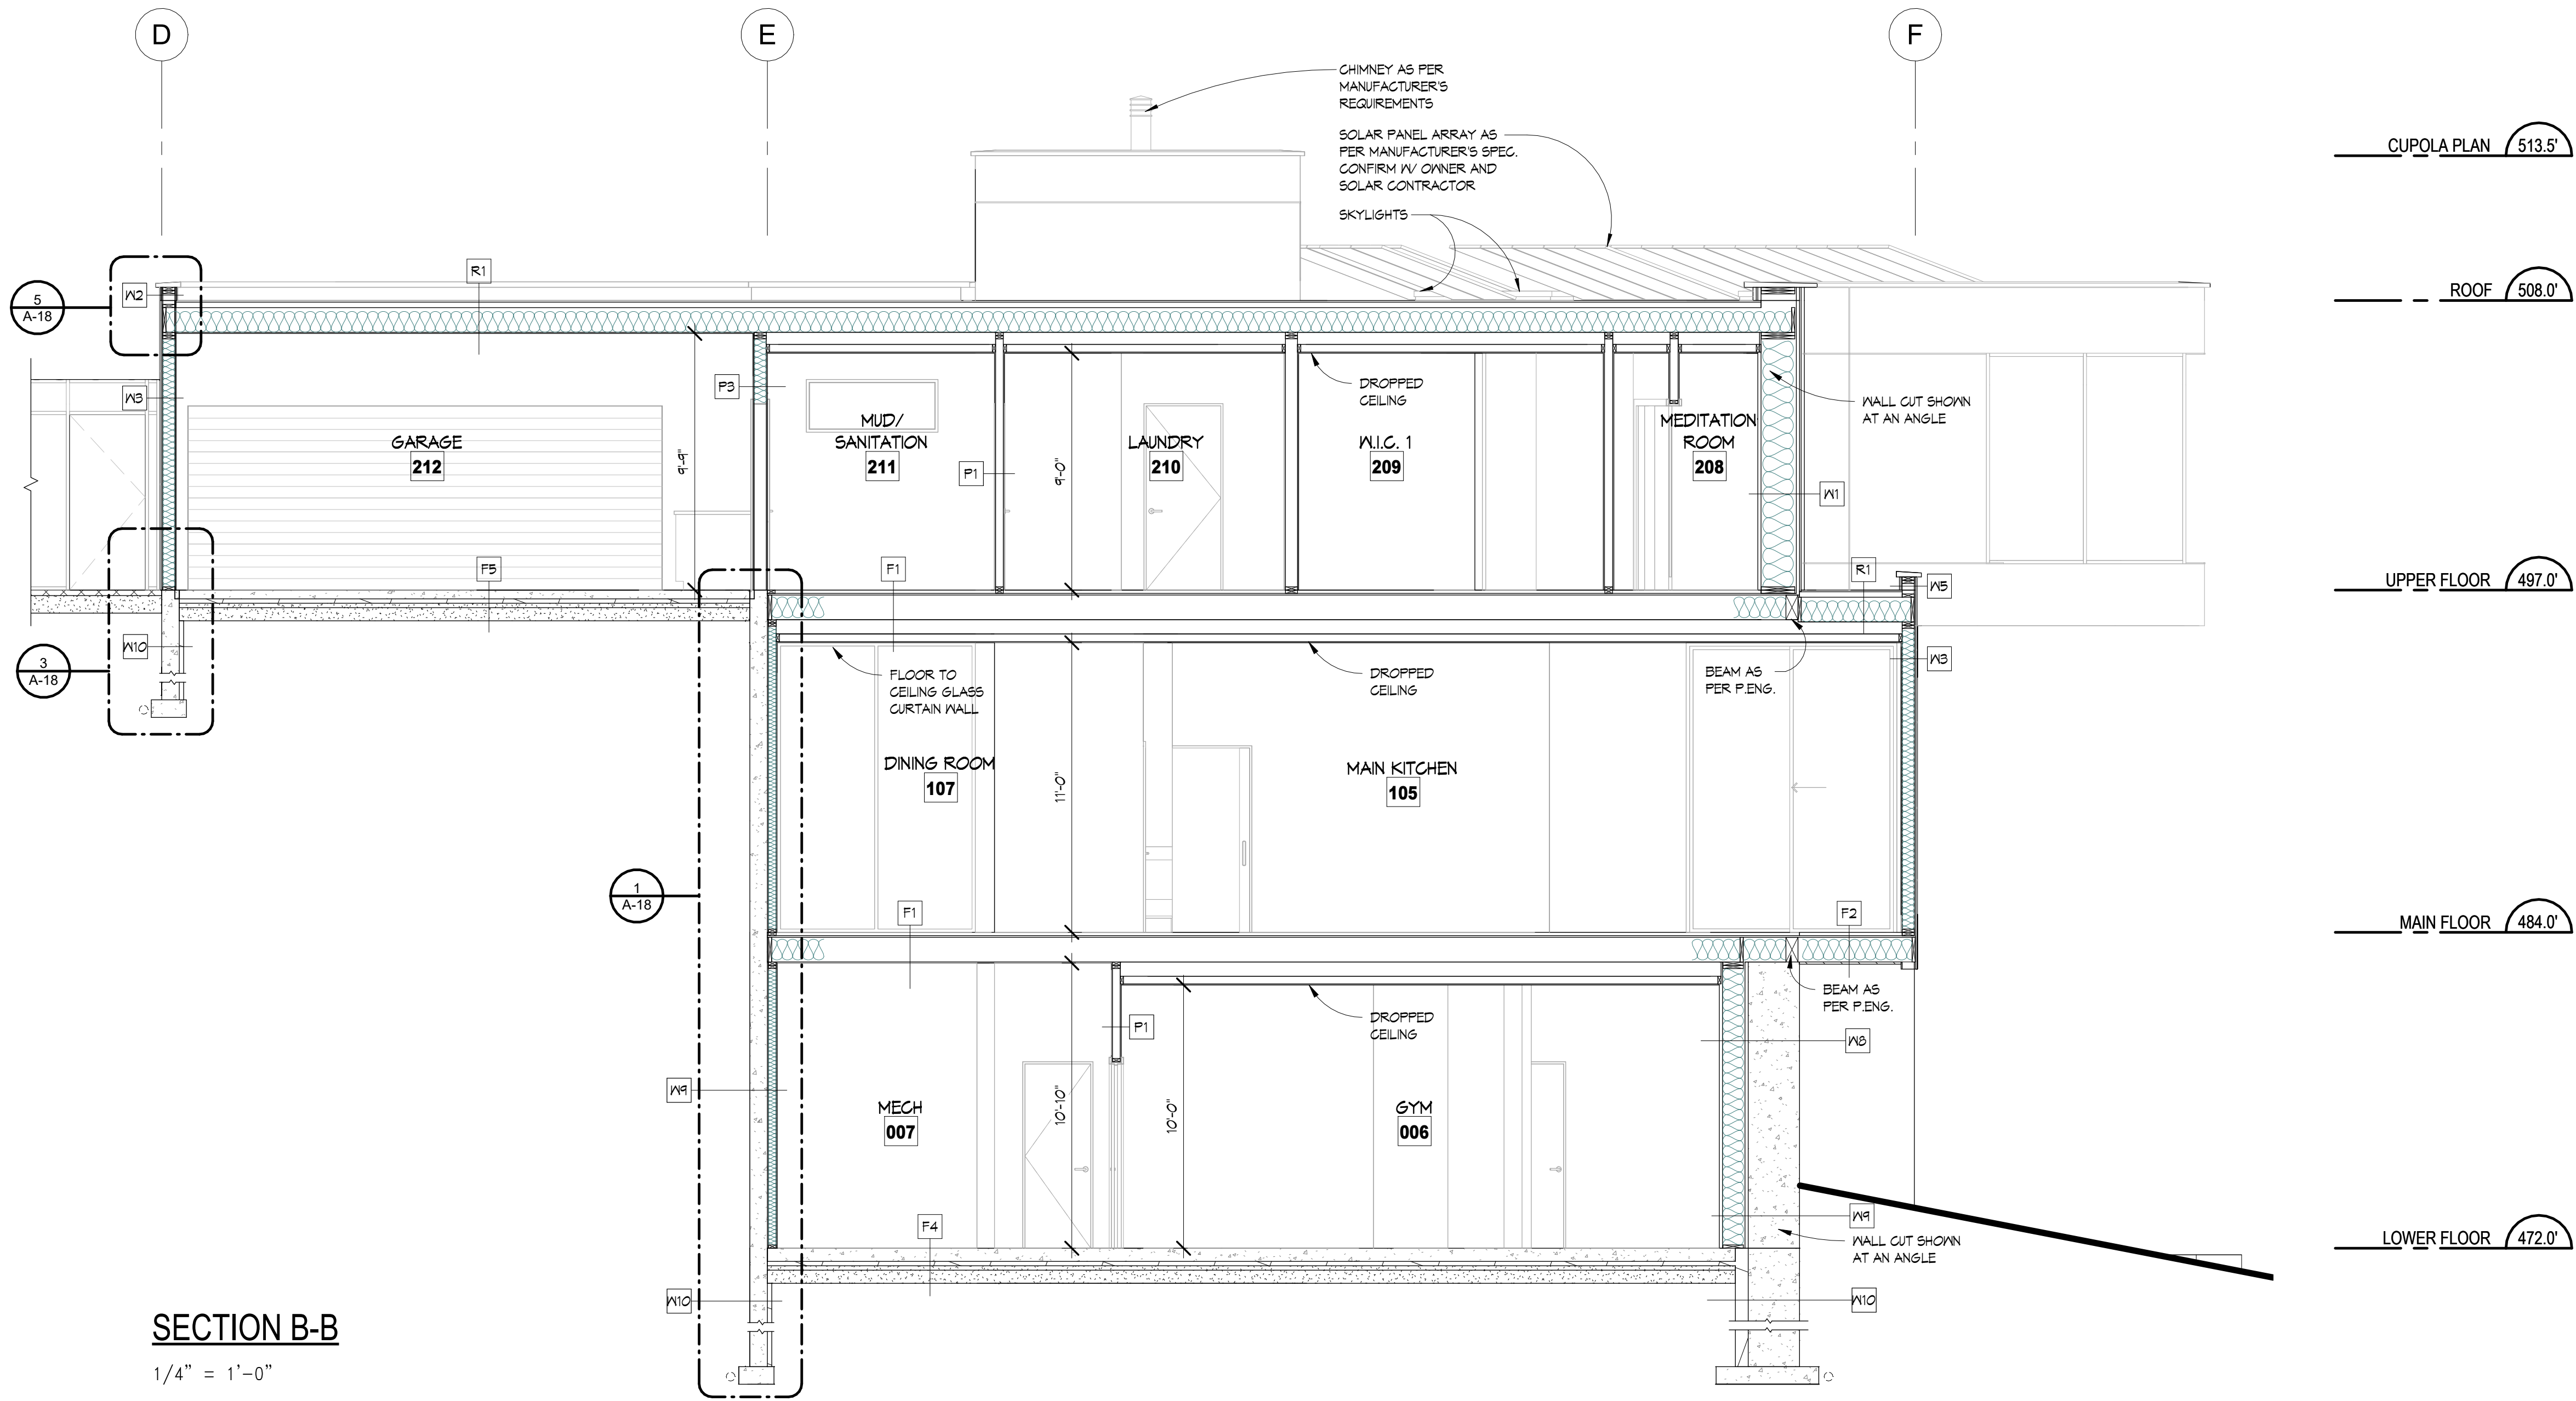 D
E
F
CHIMNEY AS PER
MANUFACTURER'S
REQUIREMENTS
SOLAR PANEL ARRAY AS
PER MANUFACTURER'S SPEC.
CONFIRM W/ OWNER AND
SOLAR CONTRACTOR
SKYLIGHTS
CUPOLA PLAN 513.5'
ROOF 508.0'
5
A-18
W2
R1
W3
P3
DROPPED
CEILING
WALL CUT SHOWN
AT AN ANGLE
GARAGE
212
9'-9"
MUD/
SANITATION
211
P1
9'-0"
LAUNDRY
210
W.I.C. 1
209
MEDITATION
ROOM
208
W1
F5
F1
R1
W5
UPPER FLOOR 497.0'
3
A-18
W10
FLOOR TO
CEILING GLASS
CURTAIN WALL
DROPPED
CEILING
BEAM AS
PER P.ENG.
W3
DINING ROOM
107
11'-0"
MAIN KITCHEN
105
1
A-18
F1
F2
MAIN FLOOR 484.0'
BEAM AS
PER P.ENG.
DROPPED
CEILING
P1
W8
W9
MECH
007
10'-10"
10'-0"
GYM
006
F4
W9
WALL CUT SHOWN
AT AN ANGLE
LOWER FLOOR 472.0'
W10
W10
SECTION B-B
1/4" = 1'-0"